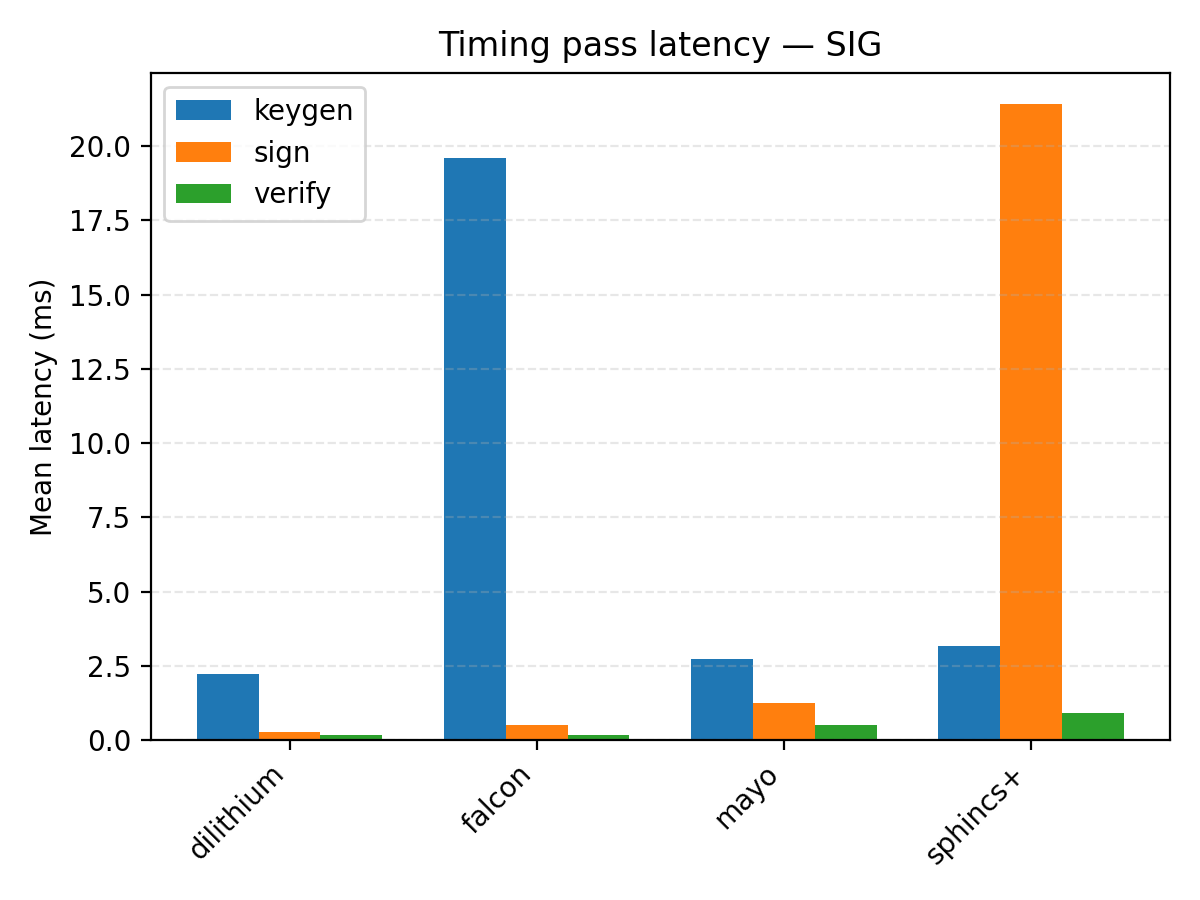 Timing pass latency — SIG
keygen
sign
verify
Mean latency (ms)
20.0
17.5
15.0
12.5
10.0
7.5
5.0
2.5
0.0
dilithium
falcon
mayo
sphincs+